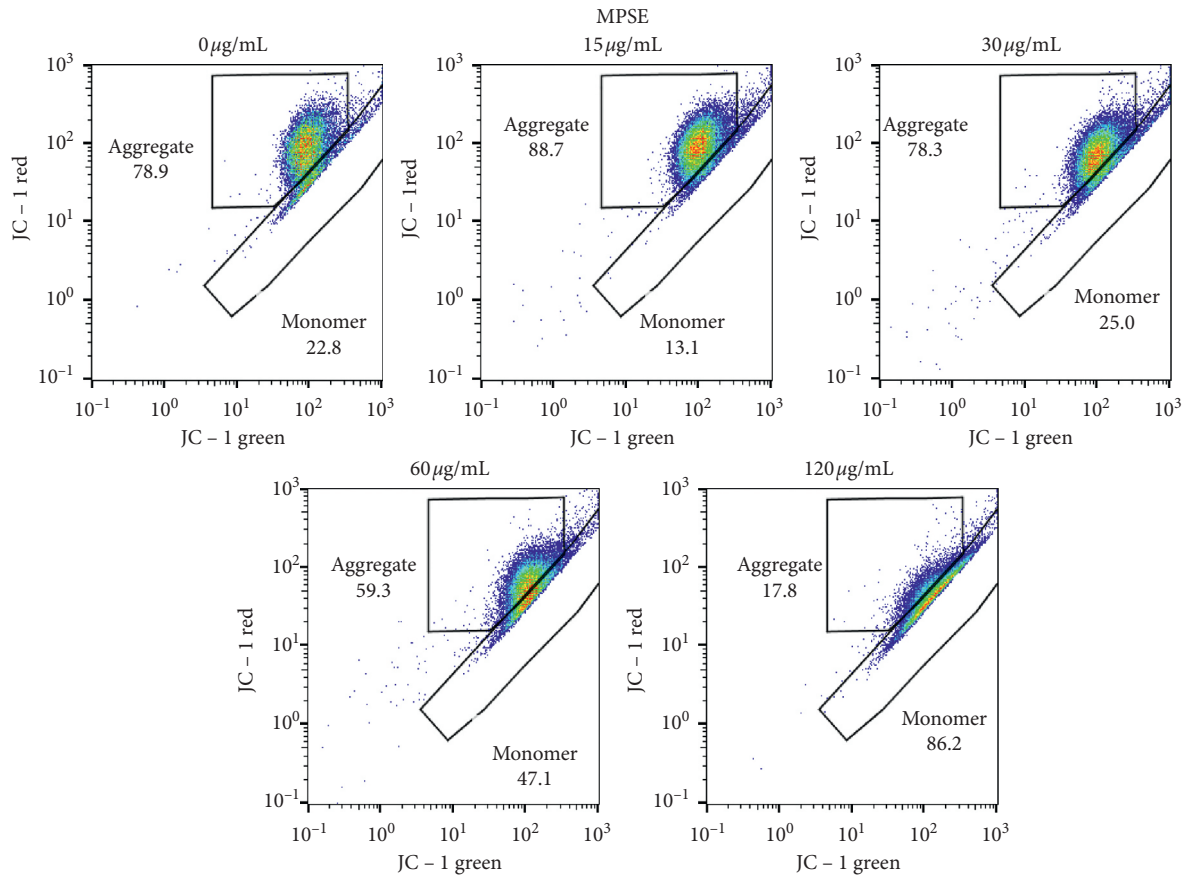 MPSE
0 μg/mL
10³
10²
10¹
10⁰
10⁻¹
JC – 1 red
Aggregate
78.9
Monomer
22.8
10⁻¹ 10⁰ 10¹ 10² 10³
JC – 1 green
15 μg/mL
10³
10²
10¹
10⁰
10⁻¹
JC – 1 red
Aggregate
88.7
Monomer
13.1
10⁻¹ 10⁰ 10¹ 10² 10³
JC – 1 green
30 μg/mL
10³
10²
10¹
10⁰
10⁻¹
JC – 1 red
Aggregate
78.3
Monomer
25.0
10⁻¹ 10⁰ 10¹ 10² 10³
JC – 1 green
60 μg/mL
10³
10²
10¹
10⁰
10⁻¹
JC – 1 red
Aggregate
59.3
Monomer
47.1
10⁻¹ 10⁰ 10¹ 10² 10³
JC – 1 green
120 μg/mL
10³
10²
10¹
10⁰
10⁻¹
JC – 1 red
Aggregate
17.8
Monomer
86.2
10⁻¹ 10⁰ 10¹ 10² 10³
JC – 1 green